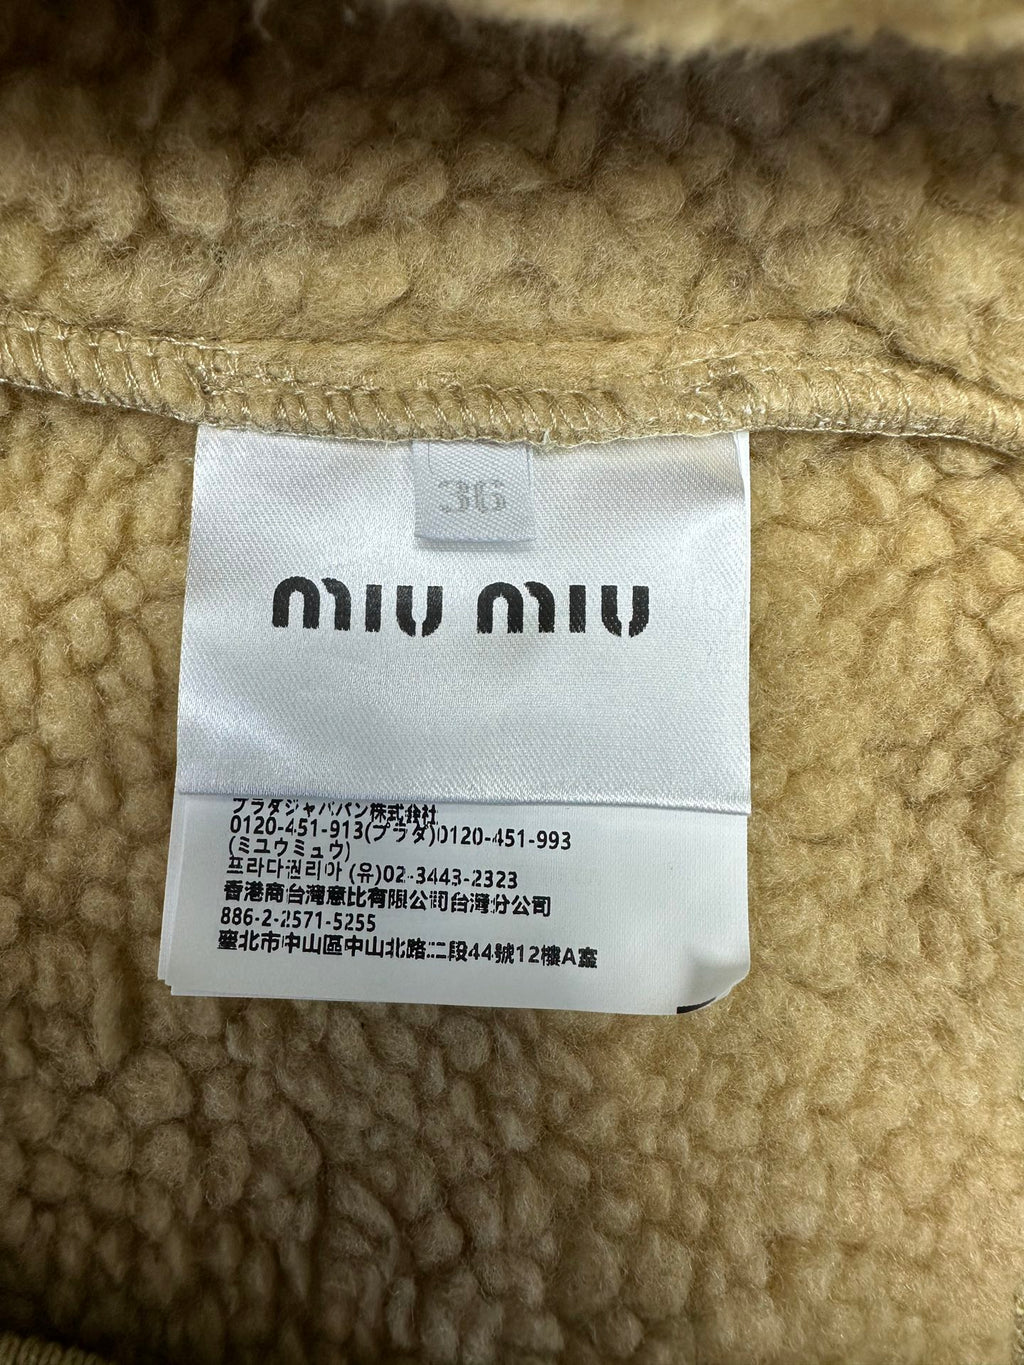 36
miu miu
プラダジャパバン株式会社
0120-451-913(プラダ)0120-451-993
(ミユウミュウ)
프라다권리아 (유)02-3443-2323
香港商台灣意比有限公司台灣分公司
886-2-2571-5255
臺北市中山區中山北路二段44號12樓A室